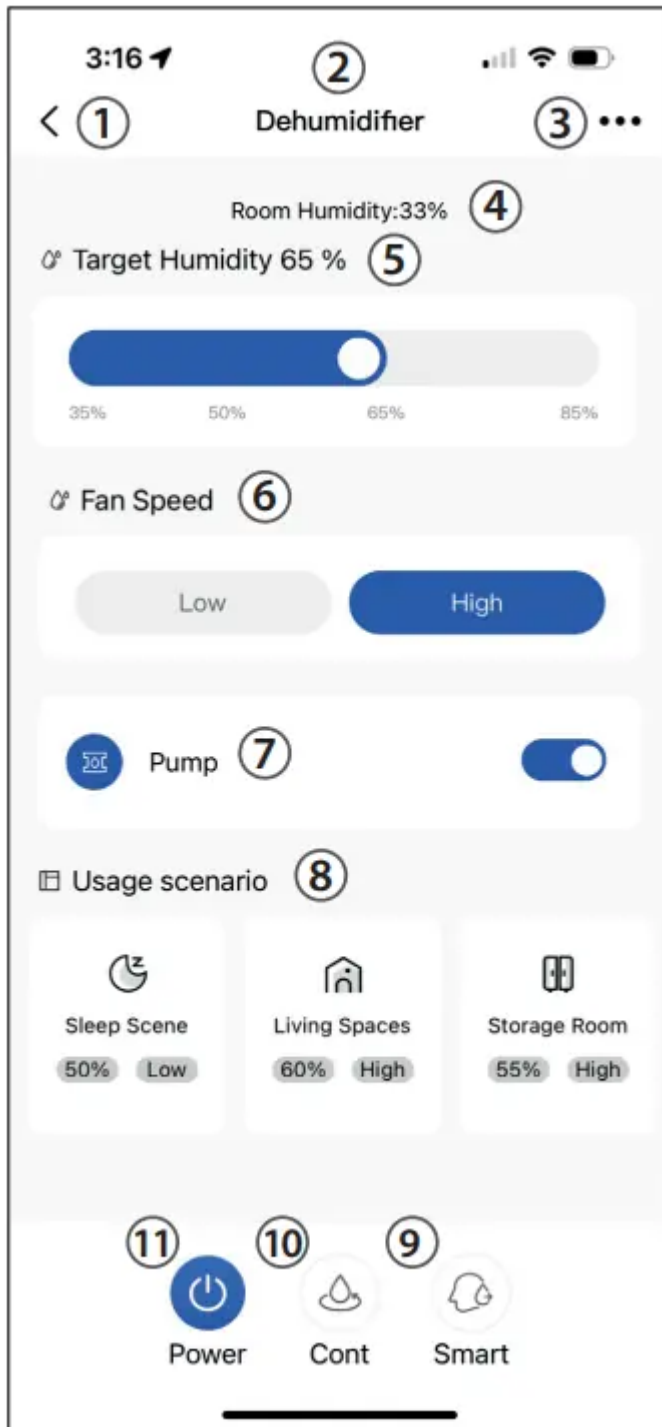 3:16
②
① Dehumidifier ③
Room Humidity:33% ④
Target Humidity 65 % ⑤
35% 50% 65% 85%
Fan Speed ⑥
Low High
Pump ⑦
Usage scenario ⑧
Sleep Scene Living Spaces Storage Room
50% Low 60% High 55% High
⑪ ⑩ ⑨
Power Cont Smart